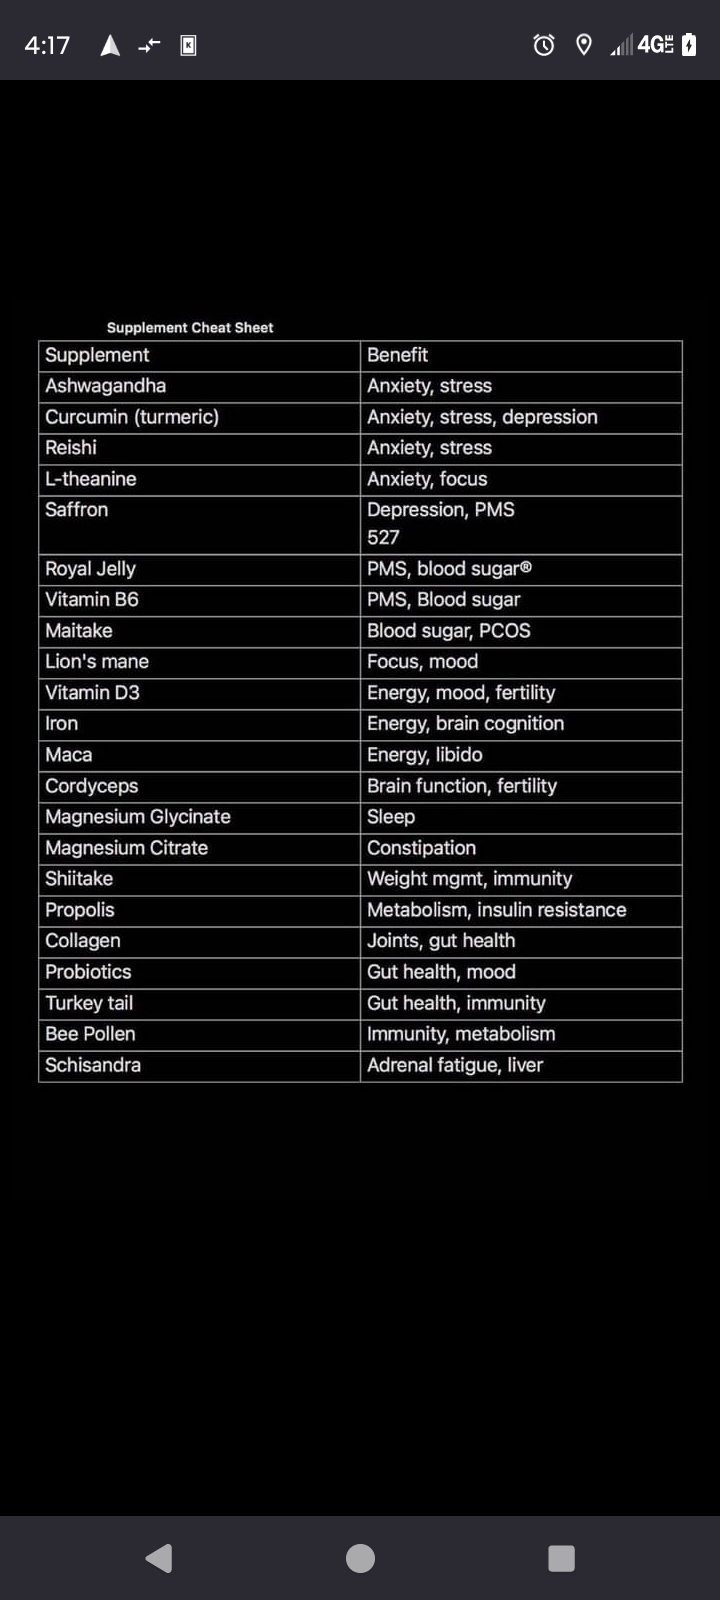 4:17 K 4G LTE
Supplement Cheat Sheet
Supplement Benefit
Ashwagandha Anxiety, stress
Curcumin (turmeric) Anxiety, stress, depression
Reishi Anxiety, stress
L-theanine Anxiety, focus
Saffron Depression, PMS
527
Royal Jelly PMS, blood sugar®
Vitamin B6 PMS, Blood sugar
Maitake Blood sugar, PCOS
Lion's mane Focus, mood
Vitamin D3 Energy, mood, fertility
Iron Energy, brain cognition
Maca Energy, libido
Cordyceps Brain function, fertility
Magnesium Glycinate Sleep
Magnesium Citrate Constipation
Shiitake Weight mgmt, immunity
Propolis Metabolism, insulin resistance
Collagen Joints, gut health
Probiotics Gut health, mood
Turkey tail Gut health, immunity
Bee Pollen Immunity, metabolism
Schisandra Adrenal fatigue, liver